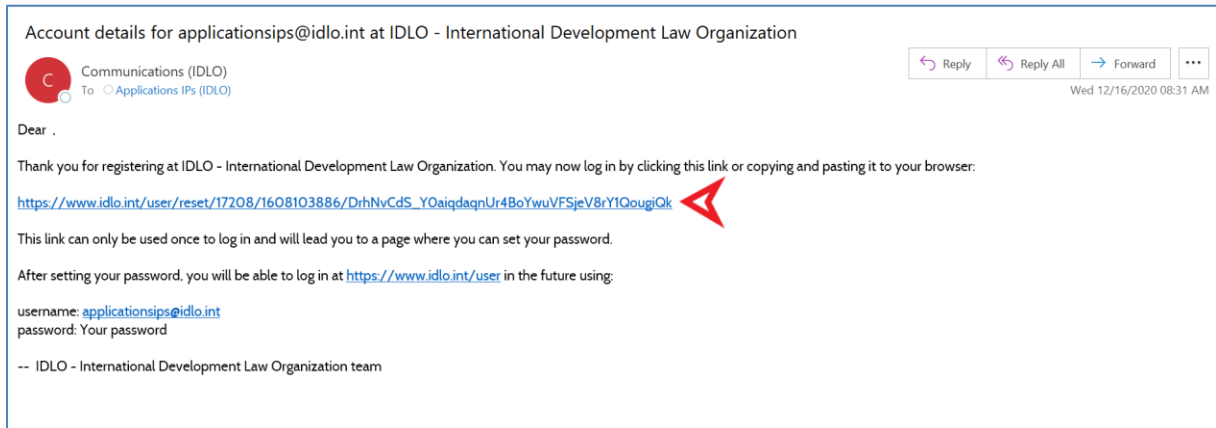 Account details for applicationsips@idlo.int at IDLO - International Development Law Organization
C
Communications (IDLO)
To Applications IPs (IDLO)
Reply
Reply All
Forward
Wed 12/16/2020 08:31 AM
Dear ,
Thank you for registering at IDLO - International Development Law Organization. You may now log in by clicking this link or copying and pasting it to your browser:
https://www.idlo.int/user/reset/17208/1608103886/DrhNvCdS_Y0aiqdaqnUr4BoYwuVFSjeV8rY1QougiQk
This link can only be used once to log in and will lead you to a page where you can set your password.
After setting your password, you will be able to log in at https://www.idlo.int/user in the future using:
username: applicationsips@idlo.int
password: Your password
-- IDLO - International Development Law Organization team